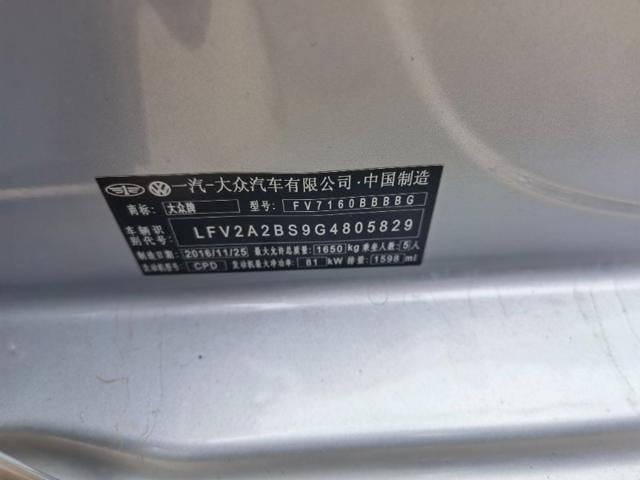 一汽-大众汽车有限公司·中国制造
商标: 大众牌 型号: FV7160BBBBG
车辆识别代号: LFV2A2BS9G4805829
制造日期: 2016/11/25 最大允许总质量: 1650 kg 乘坐人数: 5人
发动机型号: CPD 发动机最大净功率: 81 kW 排量: 1598 ml